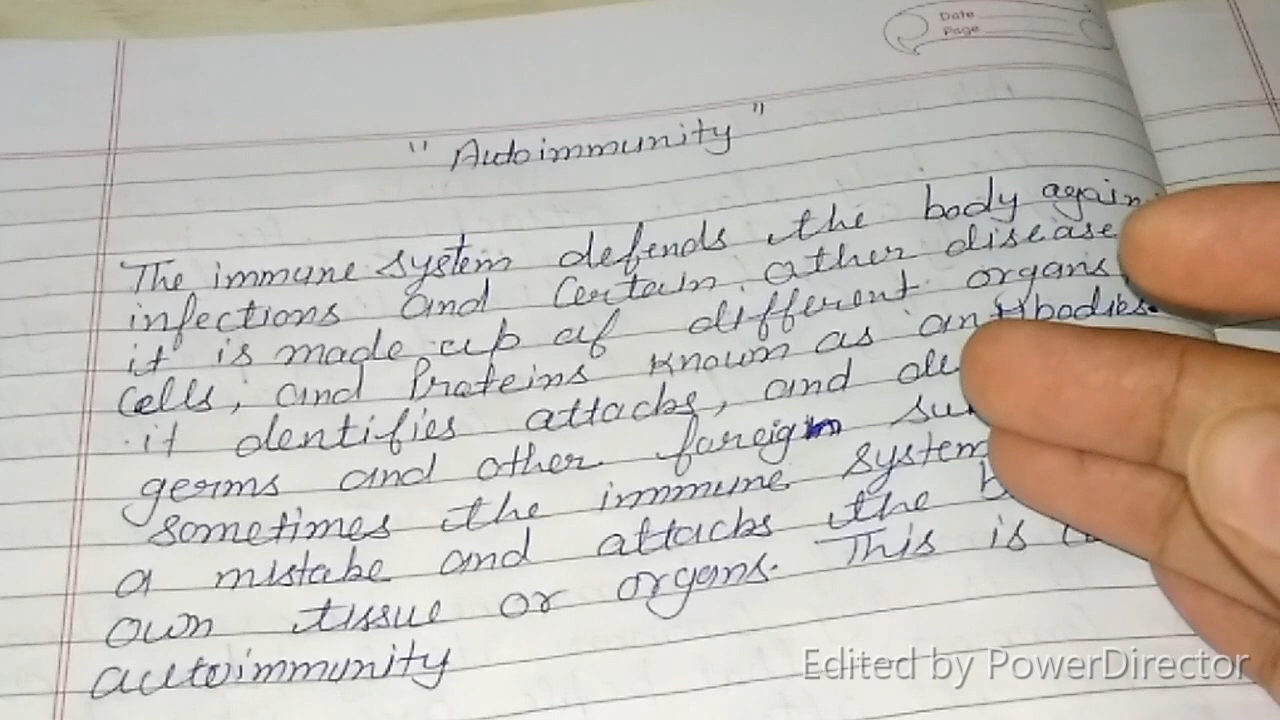 Date
Page
" Autoimmunity "
The immune system defends the body again
infections and certain other disease
it is made up of different organs,
cells, and Proteins known as antibodies.
it dentifies attacks, and
germs and other foreign
sometimes the immune system
a mistake and attacks the
own tissue or organs. This is
autoimmunity
Edited by PowerDirector